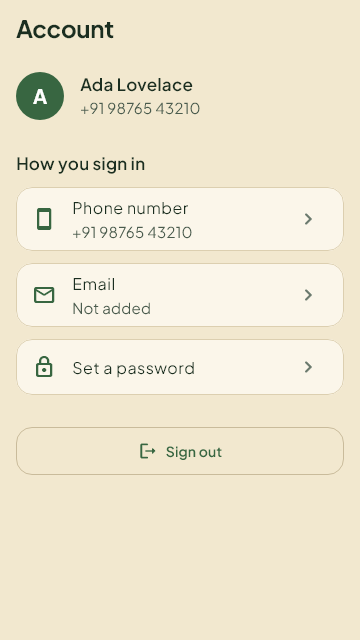 Account
A
Ada Lovelace
+91 98765 43210
How you sign in
Phone number
+91 98765 43210
Email
Not added
Set a password
Sign out